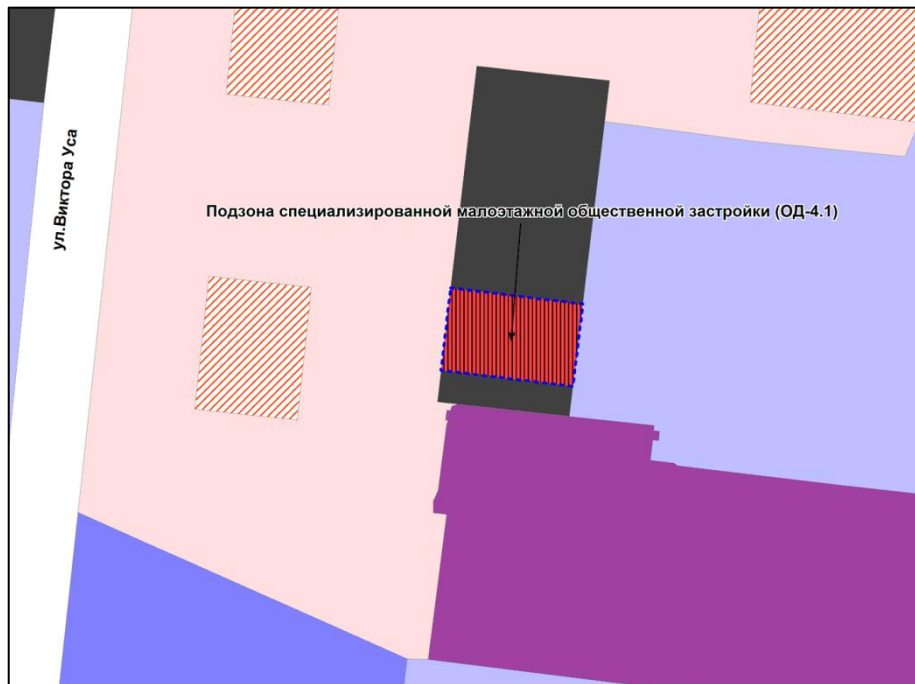 ул.Виктора Уса
Подзона специализированной малоэтажной общественной застройки (ОД-4.1)